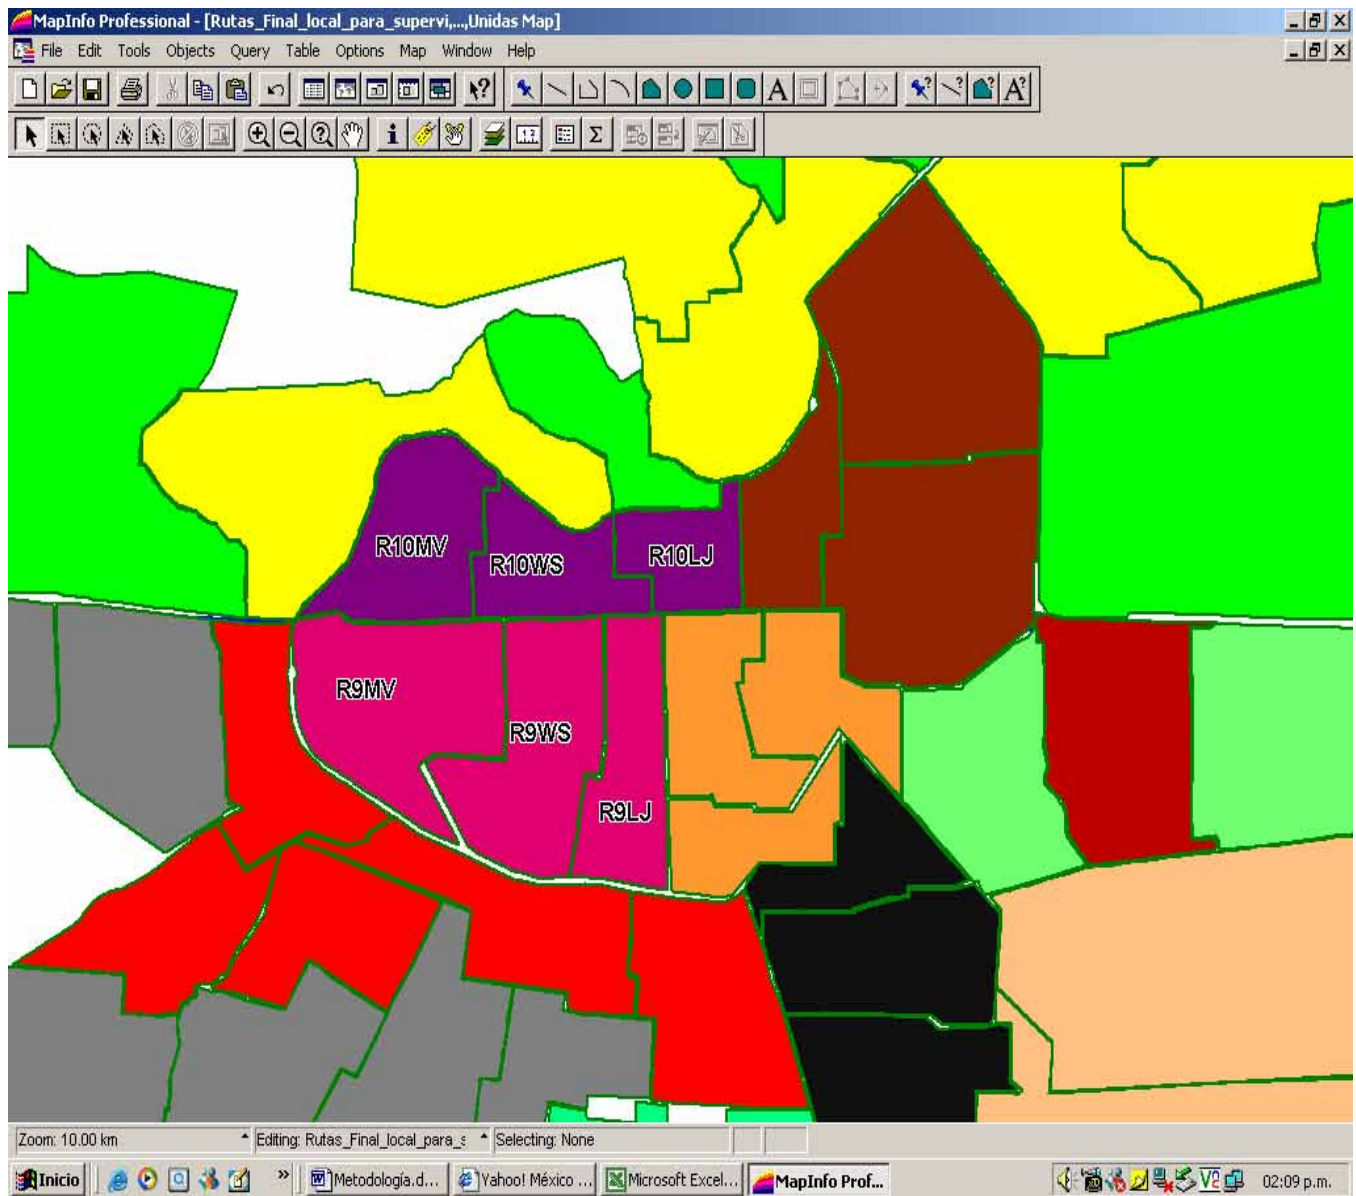 MapInfo Professional - [Rutas_Final_local_para_supervi,...,Unidas Map]
File Edit Tools Objects Query Table Options Map Window Help
R10MV
R10WS
R10LJ
R9MV
R9WS
R9LJ
Zoom: 10.00 km
Editing: Rutas_Final_local_para_s
Selecting: None
Inicio
»
Metodología.d...
Yahoo! México ...
Microsoft Excel...
MapInfo Prof...
02:09 p.m.